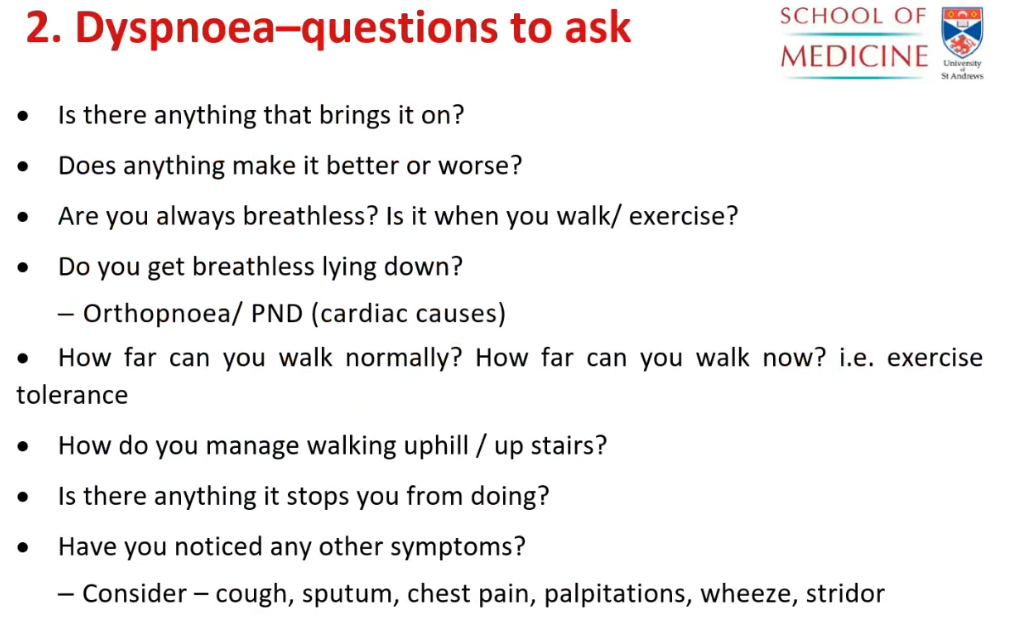 2. Dyspnoea–questions to ask
SCHOOL OF
MEDICINE
University
of
St Andrews
• Is there anything that brings it on?
• Does anything make it better or worse?
• Are you always breathless? Is it when you walk/ exercise?
• Do you get breathless lying down?
– Orthopnoea/ PND (cardiac causes)
• How far can you walk normally? How far can you walk now? i.e. exercise
tolerance
• How do you manage walking uphill / up stairs?
• Is there anything it stops you from doing?
• Have you noticed any other symptoms?
– Consider – cough, sputum, chest pain, palpitations, wheeze, stridor